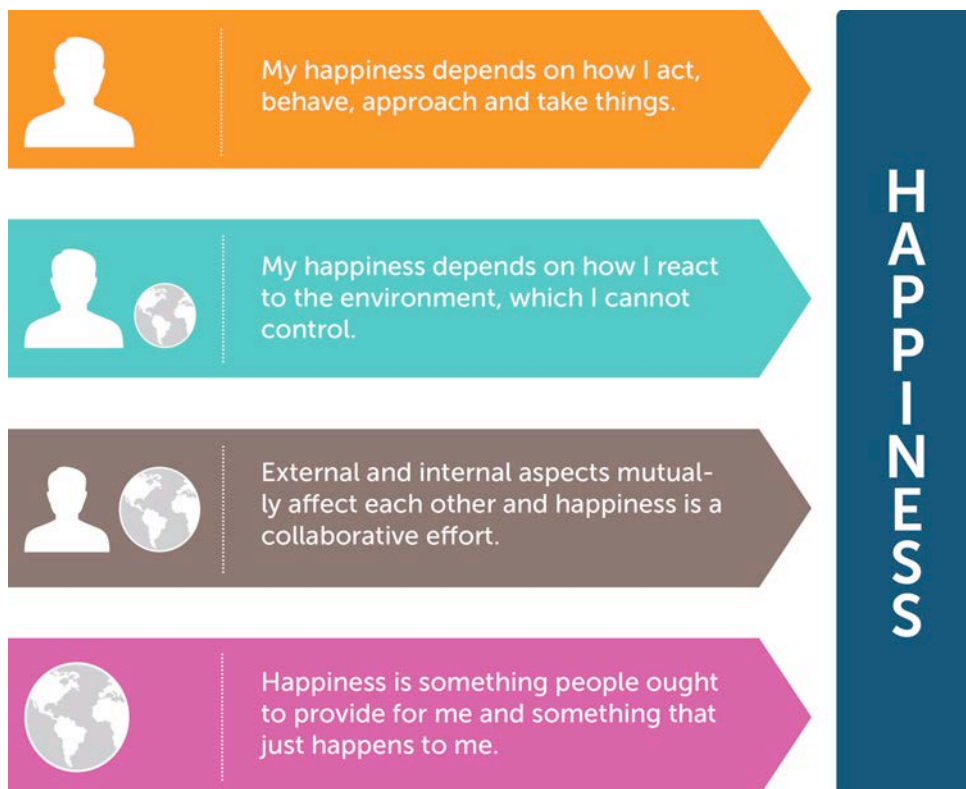 My happiness depends on how I act,
behave, approach and take things.
My happiness depends on how I react
to the environment, which I cannot
control.
External and internal aspects mutual-
ly affect each other and happiness is a
collaborative effort.
Happiness is something people ought
to provide for me and something that
just happens to me.
HAPPINESS